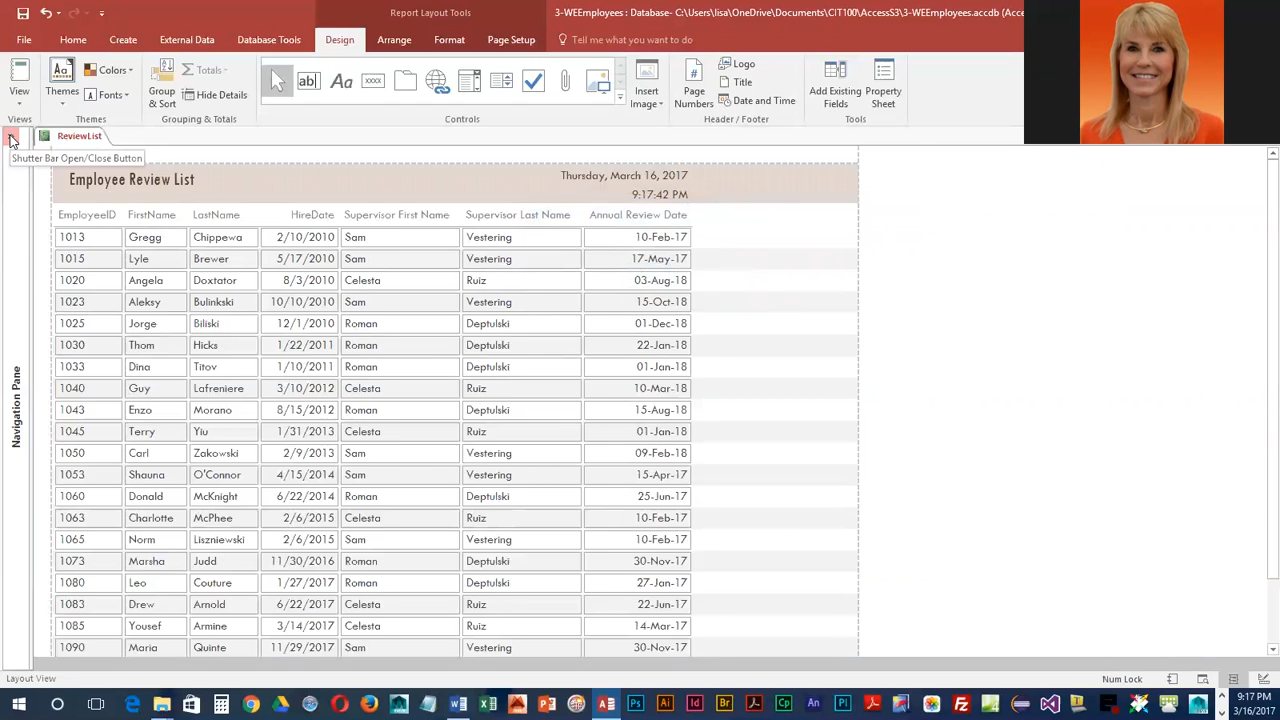 Report Layout Tools
3-WEEmployees : Database- C:\Users\lisa\OneDrive\Documents\CIT100\AccessS3\3-WEEmployees.accdb (Acce
File Home Create External Data Database Tools Design Arrange Format Page Setup Tell me what you want to do
View Themes Colors Fonts Group & Sort Totals Hide Details ab| Aa xxxx Insert Image Page Numbers Logo Title Date and Time Add Existing Fields Property Sheet
Views Themes Grouping & Totals Controls Header / Footer Tools
ReviewList
Shutter Bar Open/Close Button
Navigation Pane
Employee Review List Thursday, March 16, 2017
9:17:42 PM
EmployeeID FirstName LastName HireDate Supervisor First Name Supervisor Last Name Annual Review Date
1013 Gregg Chippewa 2/10/2010 Sam Vestering 10-Feb-17
1015 Lyle Brewer 5/17/2010 Sam Vestering 17-May-17
1020 Angela Doxtator 8/3/2010 Celesta Ruiz 03-Aug-18
1023 Aleksy Bulinkski 10/10/2010 Sam Vestering 15-Oct-18
1025 Jorge Biliski 12/1/2010 Roman Deptulski 01-Dec-18
1030 Thom Hicks 1/22/2011 Roman Deptulski 22-Jan-18
1033 Dina Titov 1/10/2011 Roman Deptulski 01-Jan-18
1040 Guy Lafreniere 3/10/2012 Celesta Ruiz 10-Mar-18
1043 Enzo Morano 8/15/2012 Roman Deptulski 15-Aug-18
1045 Terry Yiu 1/31/2013 Celesta Ruiz 01-Jan-18
1050 Carl Zakowski 2/9/2013 Sam Vestering 09-Feb-18
1053 Shauna O'Connor 4/15/2014 Sam Vestering 15-Apr-17
1060 Donald McKnight 6/22/2014 Roman Deptulski 25-Jun-17
1063 Charlotte McPhee 2/6/2015 Celesta Ruiz 10-Feb-17
1065 Norm Liszniewski 2/6/2015 Sam Vestering 10-Feb-17
1073 Marsha Judd 11/30/2016 Roman Deptulski 30-Nov-17
1080 Leo Couture 1/27/2017 Roman Deptulski 27-Jan-17
1083 Drew Arnold 6/22/2017 Celesta Ruiz 22-Jun-17
1085 Yousef Armine 3/14/2017 Celesta Ruiz 14-Mar-17
1090 Maria Quinte 11/29/2017 Sam Vestering 30-Nov-17
Layout View Num Lock
9:17 PM
3/16/2017